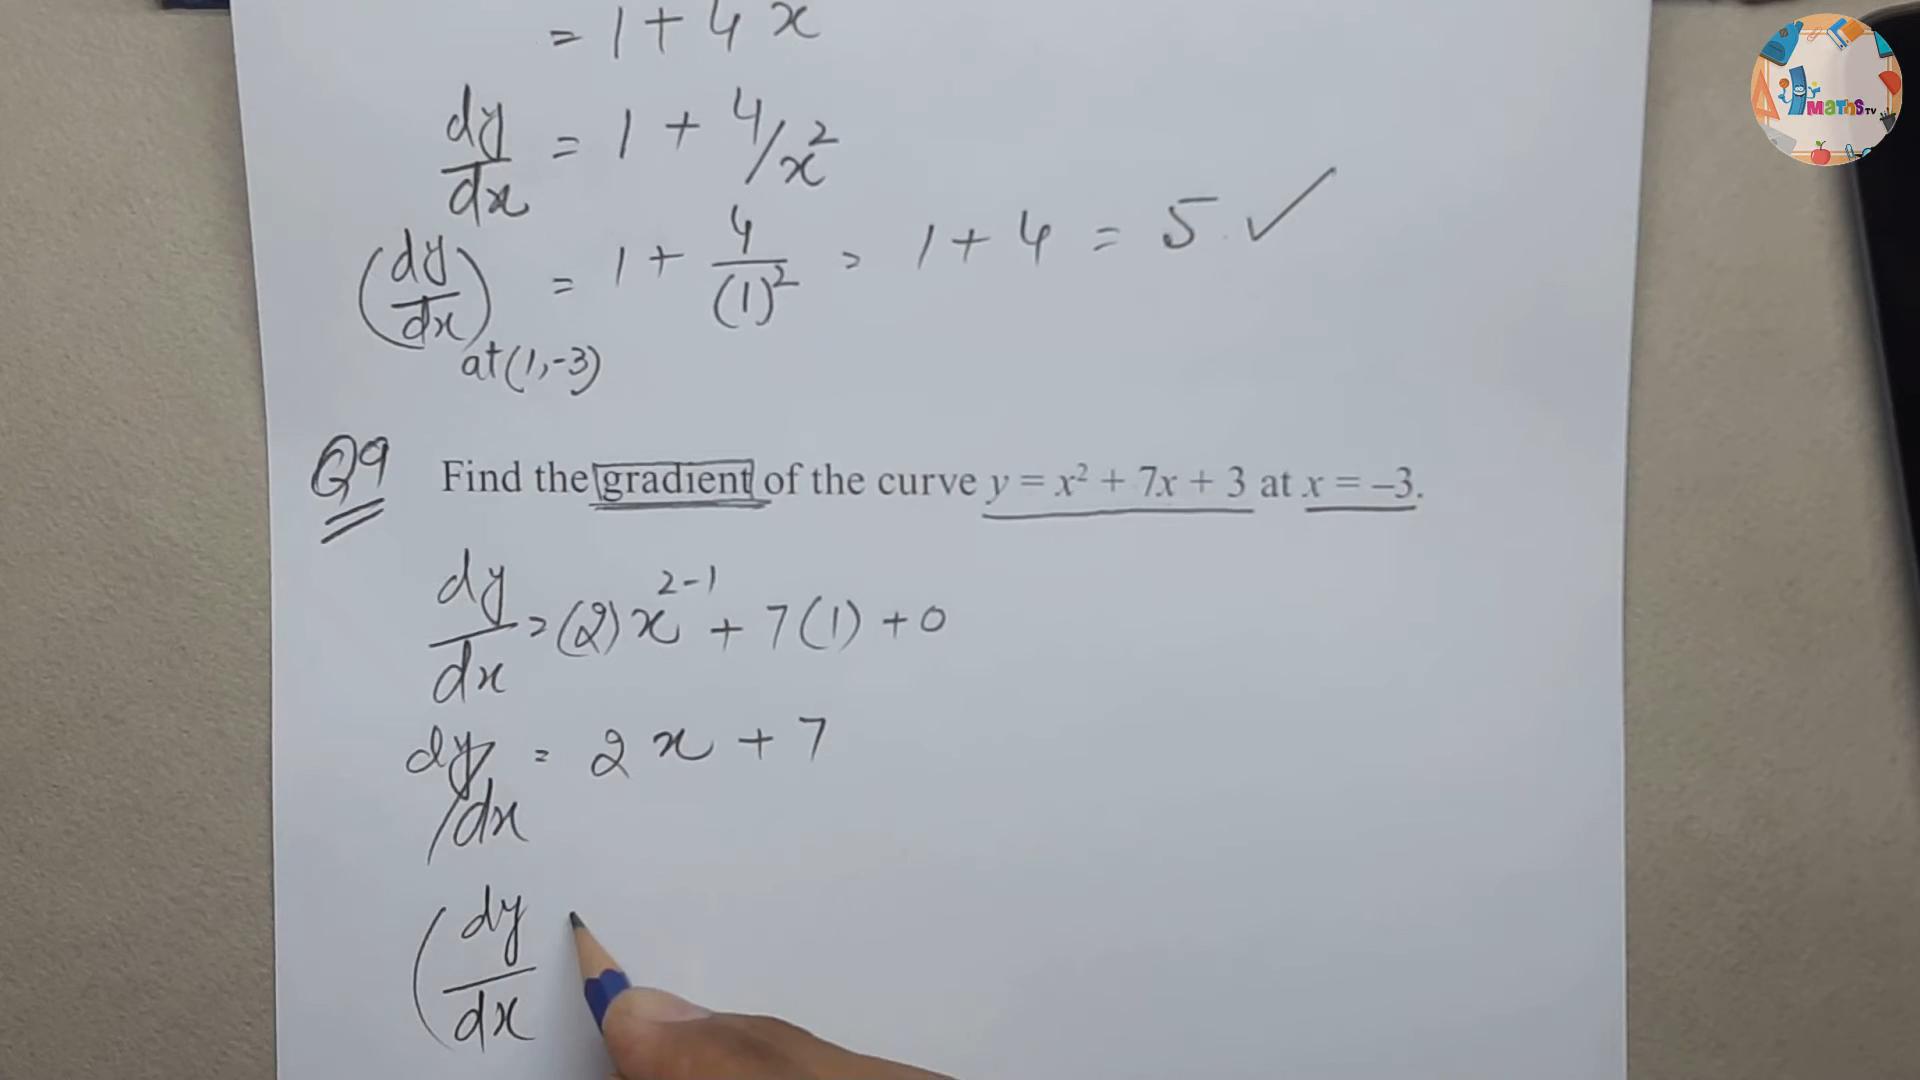 = 1 + 4 x
dy/dx = 1 + 4/x²
(dy/dx) at (1, -3) = 1 + 4/(1)² = 1 + 4 = 5 ✓
Q9 Find the gradient of the curve y = x² + 7x + 3 at x = –3.
dy/dx = (2) x^(2-1) + 7(1) + 0
dy/dx = 2x + 7
(dy/dx
MATHS TV